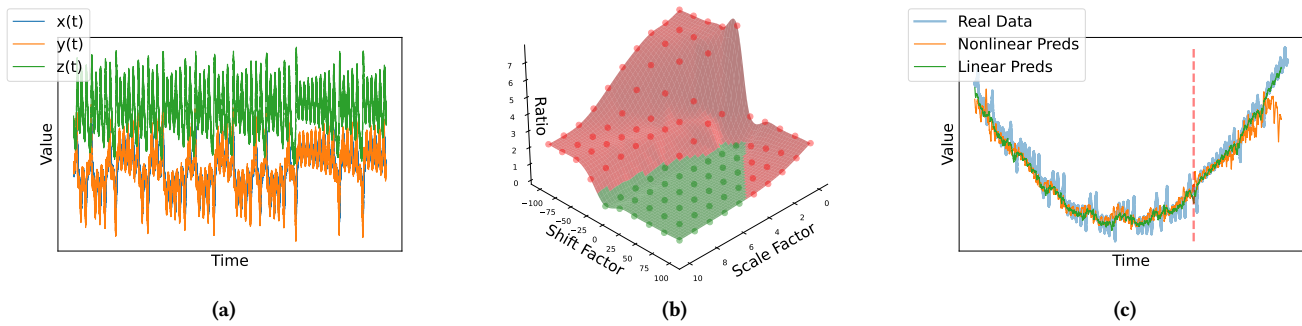 x(t)
y(t)
z(t)
Value
Time
(a)
7
6
5
4
3
2
1
0
Ratio
−100
−75
−50
−25
0
25
50
75
100
Shift Factor
10
8
6
4
2
0
Scale Factor
(b)
Real Data
Nonlinear Preds
Linear Preds
Value
Time
(c)